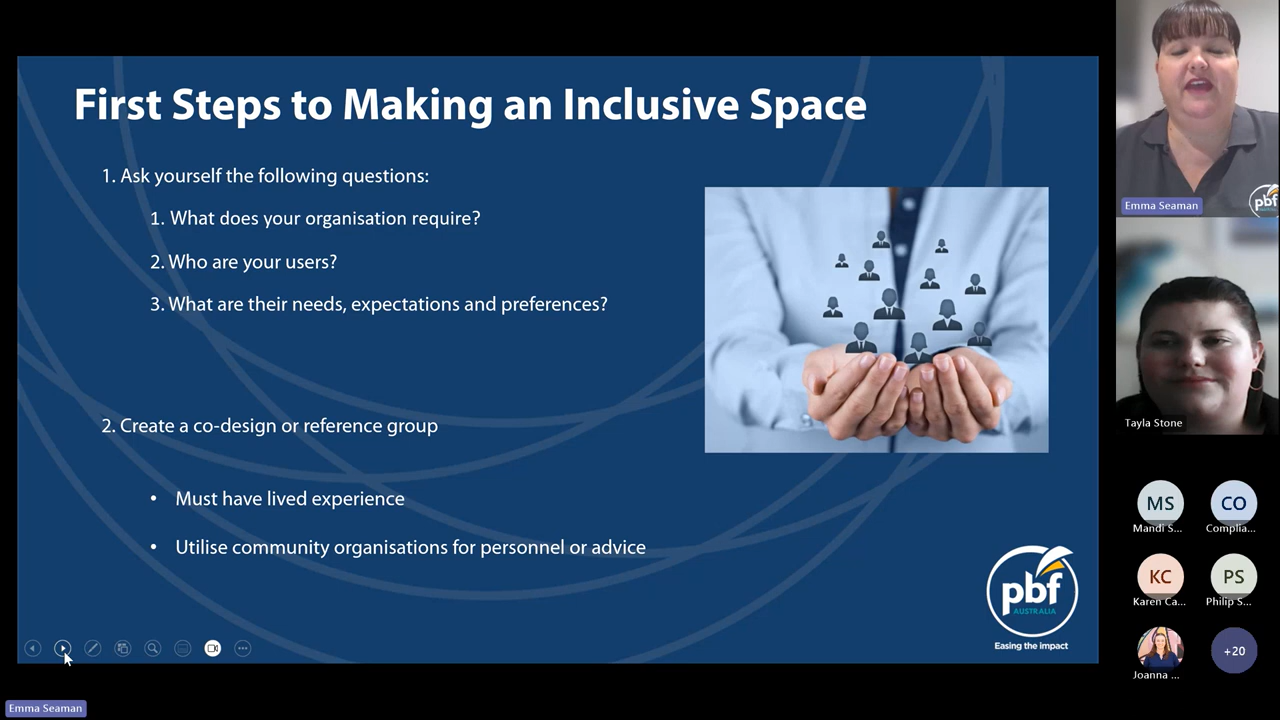 First Steps to Making an Inclusive Space
1. Ask yourself the following questions:
1. What does your organisation require?
2. Who are your users?
3. What are their needs, expectations and preferences?
2. Create a co-design or reference group
• Must have lived experience
• Utilise community organisations for personnel or advice
pbf
AUSTRALIA
Easing the impact
Emma Seaman
pbf
Emma Seaman
Tayla Stone
MS
Mandi S...
CO
Complia...
KC
Karen Ca...
PS
Philip S...
Joanna ...
+20